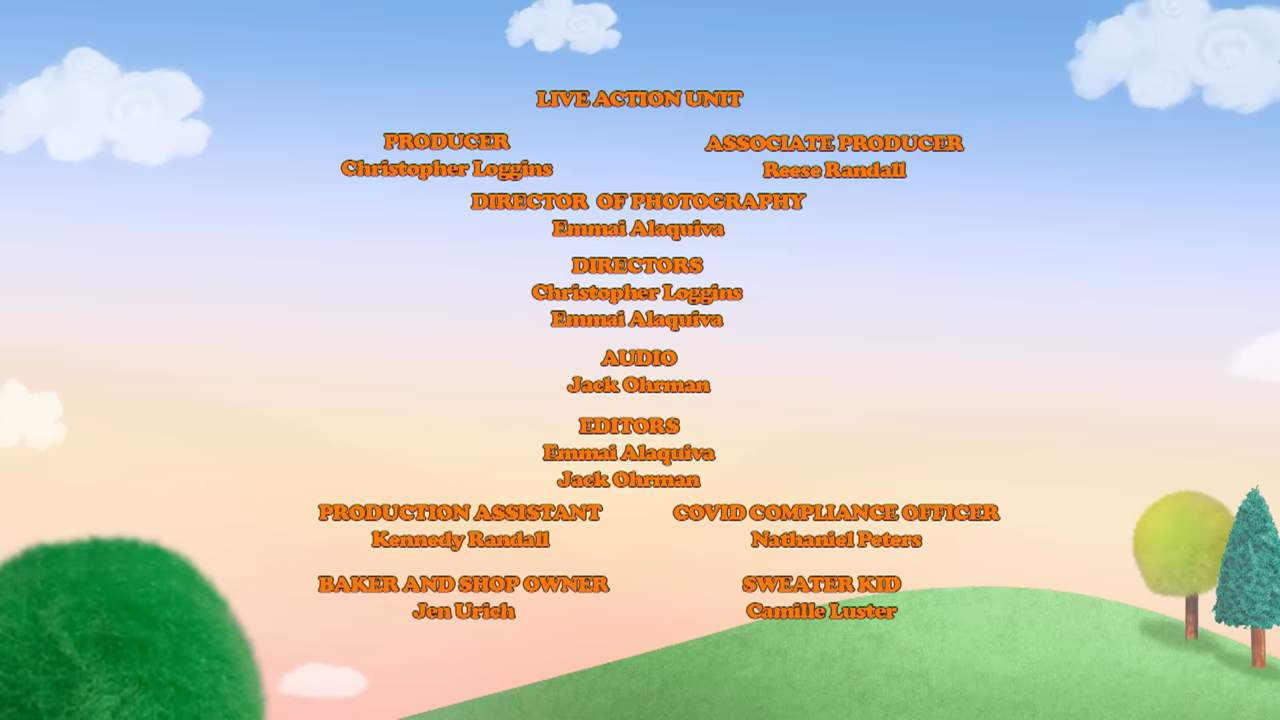 LIVE ACTION UNIT
PRODUCER
Christopher Loggins
ASSOCIATE PRODUCER
Reese Randall
DIRECTOR OF PHOTOGRAPHY
Emmai Alaquiva
DIRECTORS
Christopher Loggins
Emmai Alaquiva
AUDIO
Jack Ohrman
EDITORS
Emmai Alaquiva
Jack Ohrman
PRODUCTION ASSISTANT
Kennedy Randall
COVID COMPLIANCE OFFICER
Nathaniel Peters
BAKER AND SHOP OWNER
Jen Urich
SWEATER KID
Camille Luster